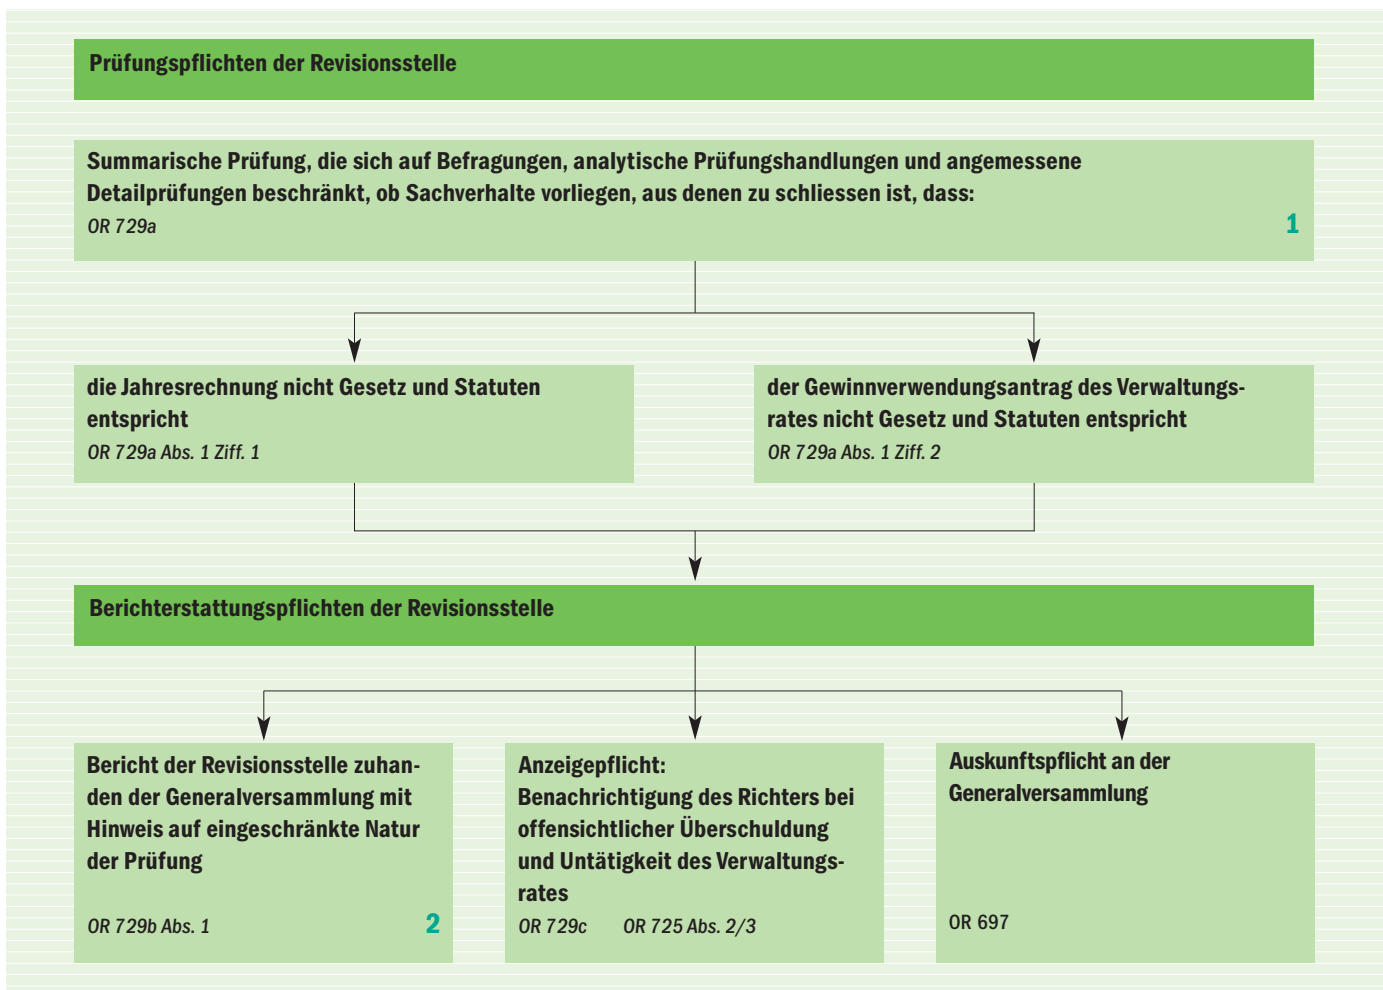 Prüfungspflichten der Revisionsstelle
Summarische Prüfung, die sich auf Befragungen, analytische Prüfungshandlungen und angemessene
Detailprüfungen beschränkt, ob Sachverhalte vorliegen, aus denen zu schliessen ist, dass:
OR 729a
1
die Jahresrechnung nicht Gesetz und Statuten
entspricht
OR 729a Abs. 1 Ziff. 1
der Gewinnverwendungsantrag des Verwaltungs-
rates nicht Gesetz und Statuten entspricht
OR 729a Abs. 1 Ziff. 2
Berichterstattungspflichten der Revisionsstelle
Bericht der Revisionsstelle zuhan-
den der Generalversammlung mit
Hinweis auf eingeschränkte Natur
der Prüfung
OR 729b Abs. 1
2
Anzeigepflicht:
Benachrichtigung des Richters bei
offensichtlicher Überschuldung
und Untätigkeit des Verwaltungs-
rates
OR 729c OR 725 Abs. 2/3
Auskunftspflicht an der
Generalversammlung
OR 697